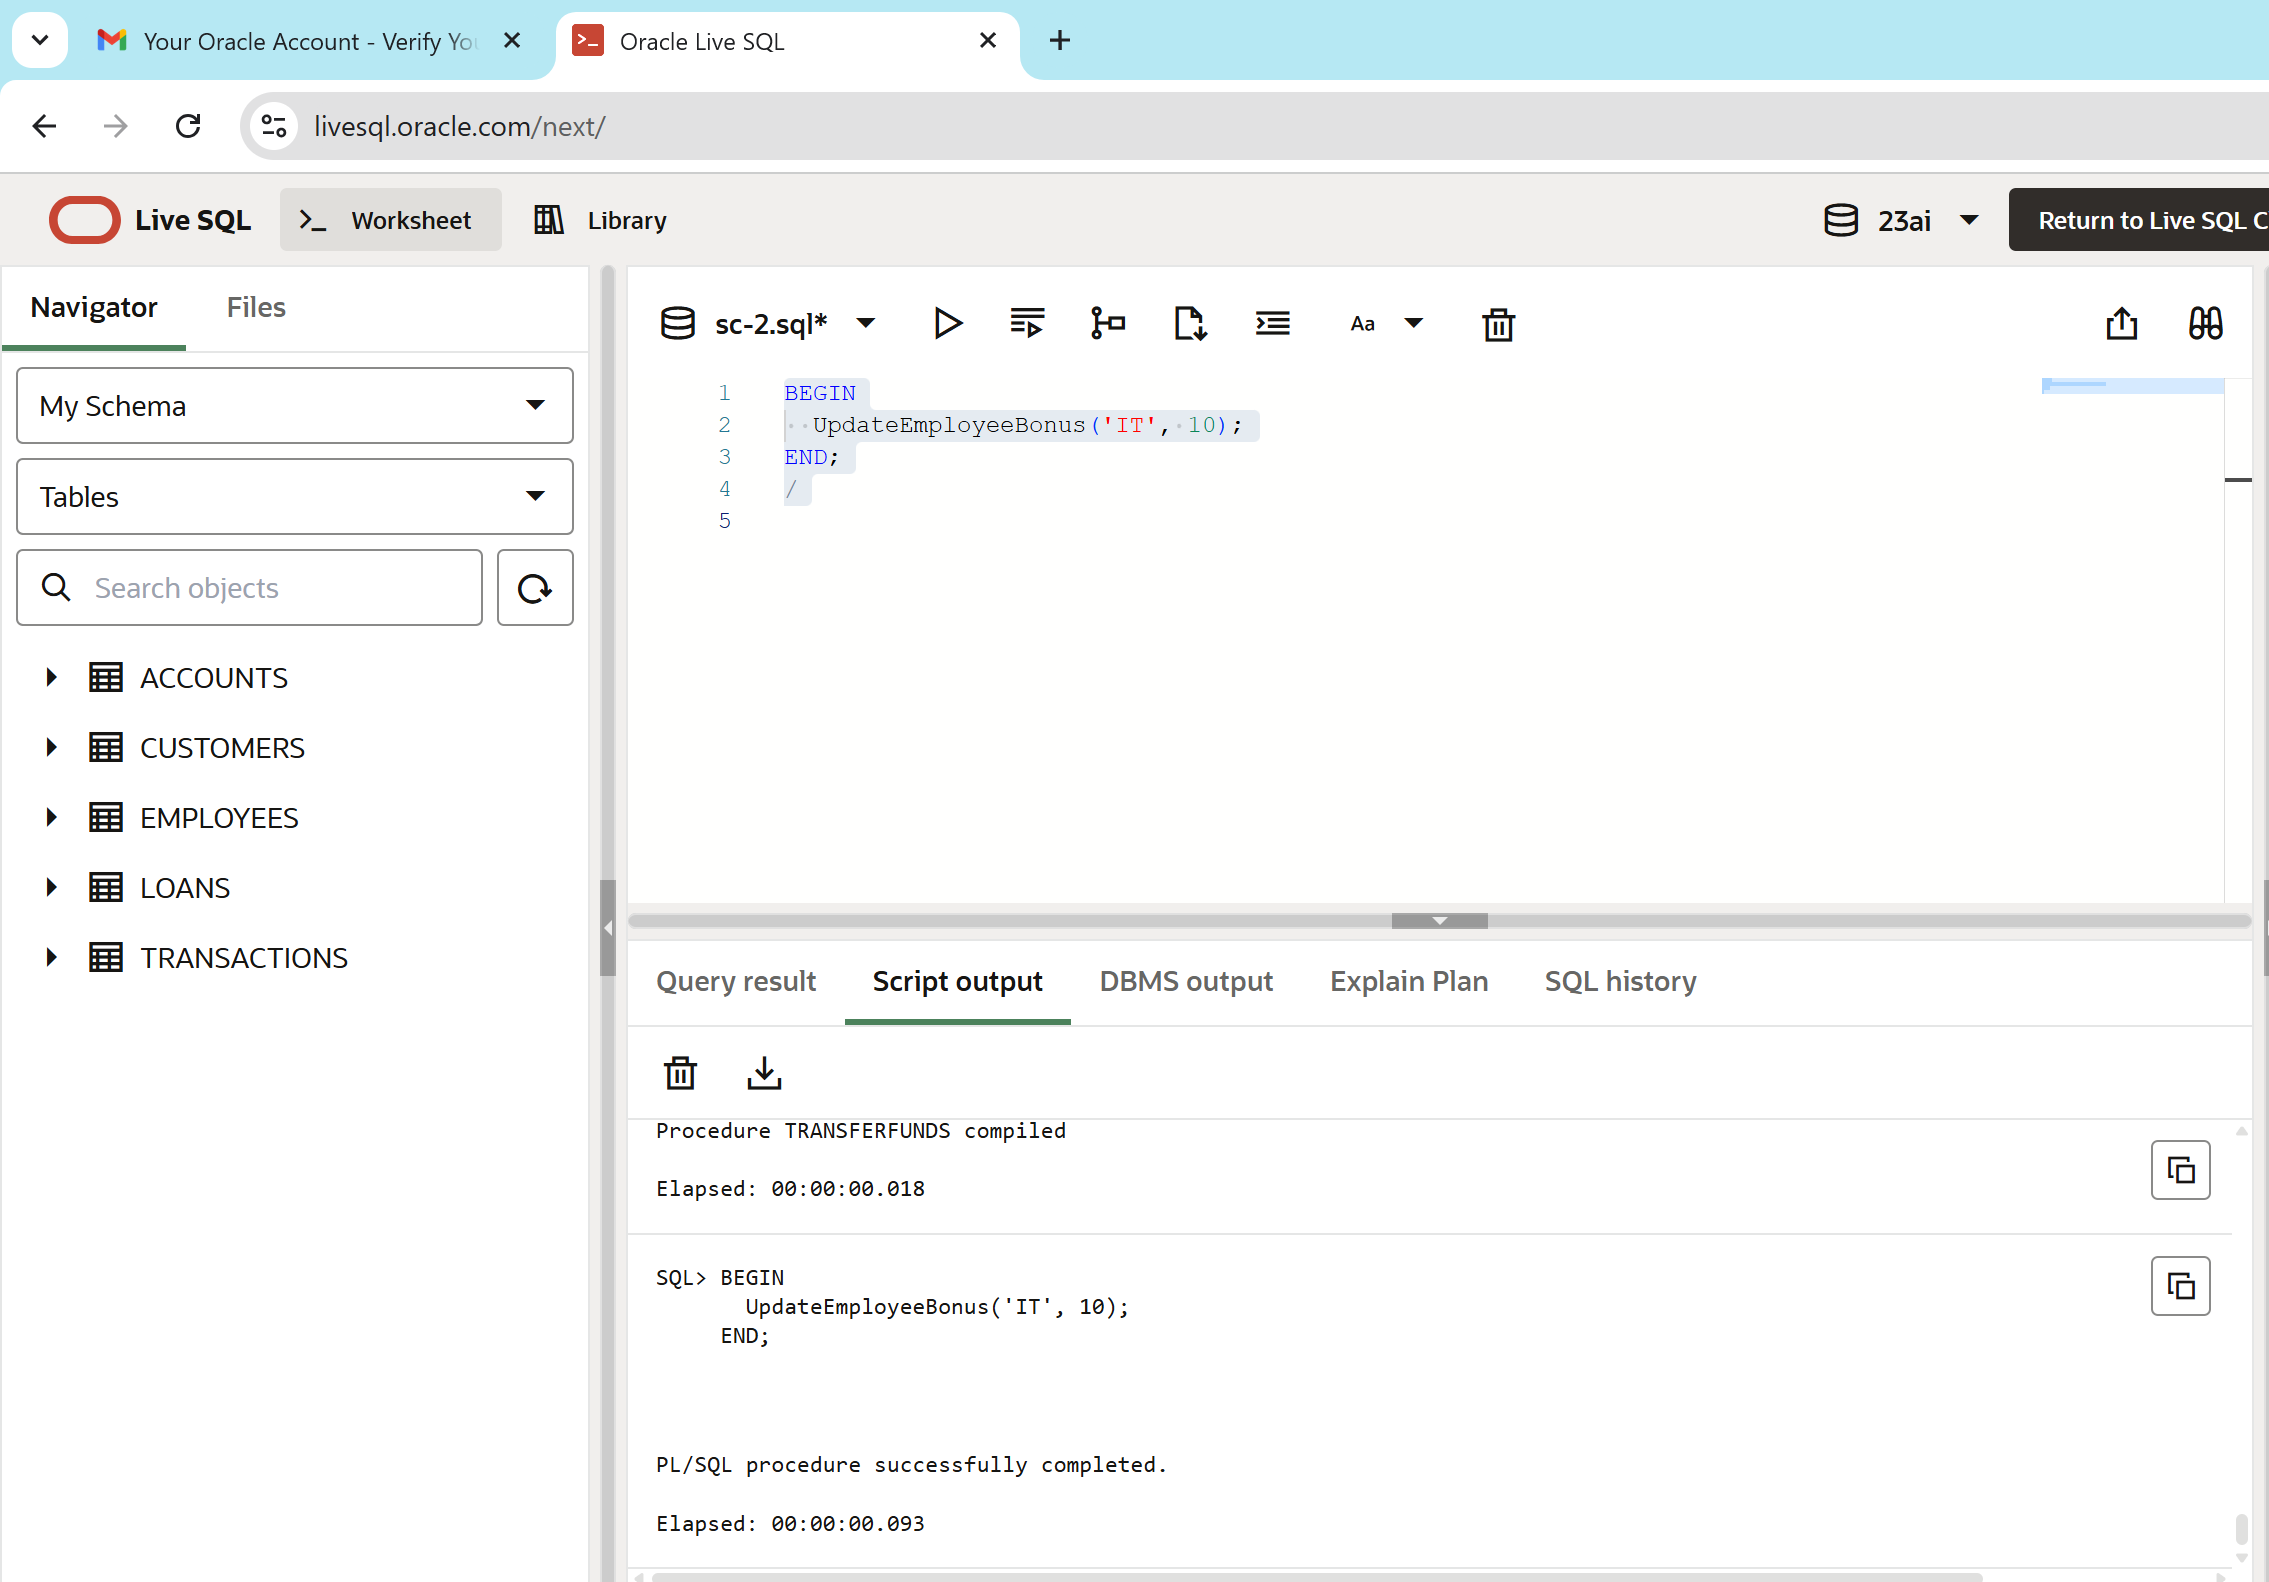 Your Oracle Account - Verify You
Oracle Live SQL
livesql.oracle.com/next/
Live SQL
Worksheet
Library
23ai
Return to Live SQL C
Navigator
Files
sc-2.sql*
Aa
My Schema
Tables
Search objects
ACCOUNTS
CUSTOMERS
EMPLOYEES
LOANS
TRANSACTIONS
1 BEGIN
2 UpdateEmployeeBonus('IT', 10);
3 END;
4 /
5
Query result
Script output
DBMS output
Explain Plan
SQL history
Procedure TRANSFERFUNDS compiled
Elapsed: 00:00:00.018
SQL> BEGIN
UpdateEmployeeBonus('IT', 10);
END;
PL/SQL procedure successfully completed.
Elapsed: 00:00:00.093